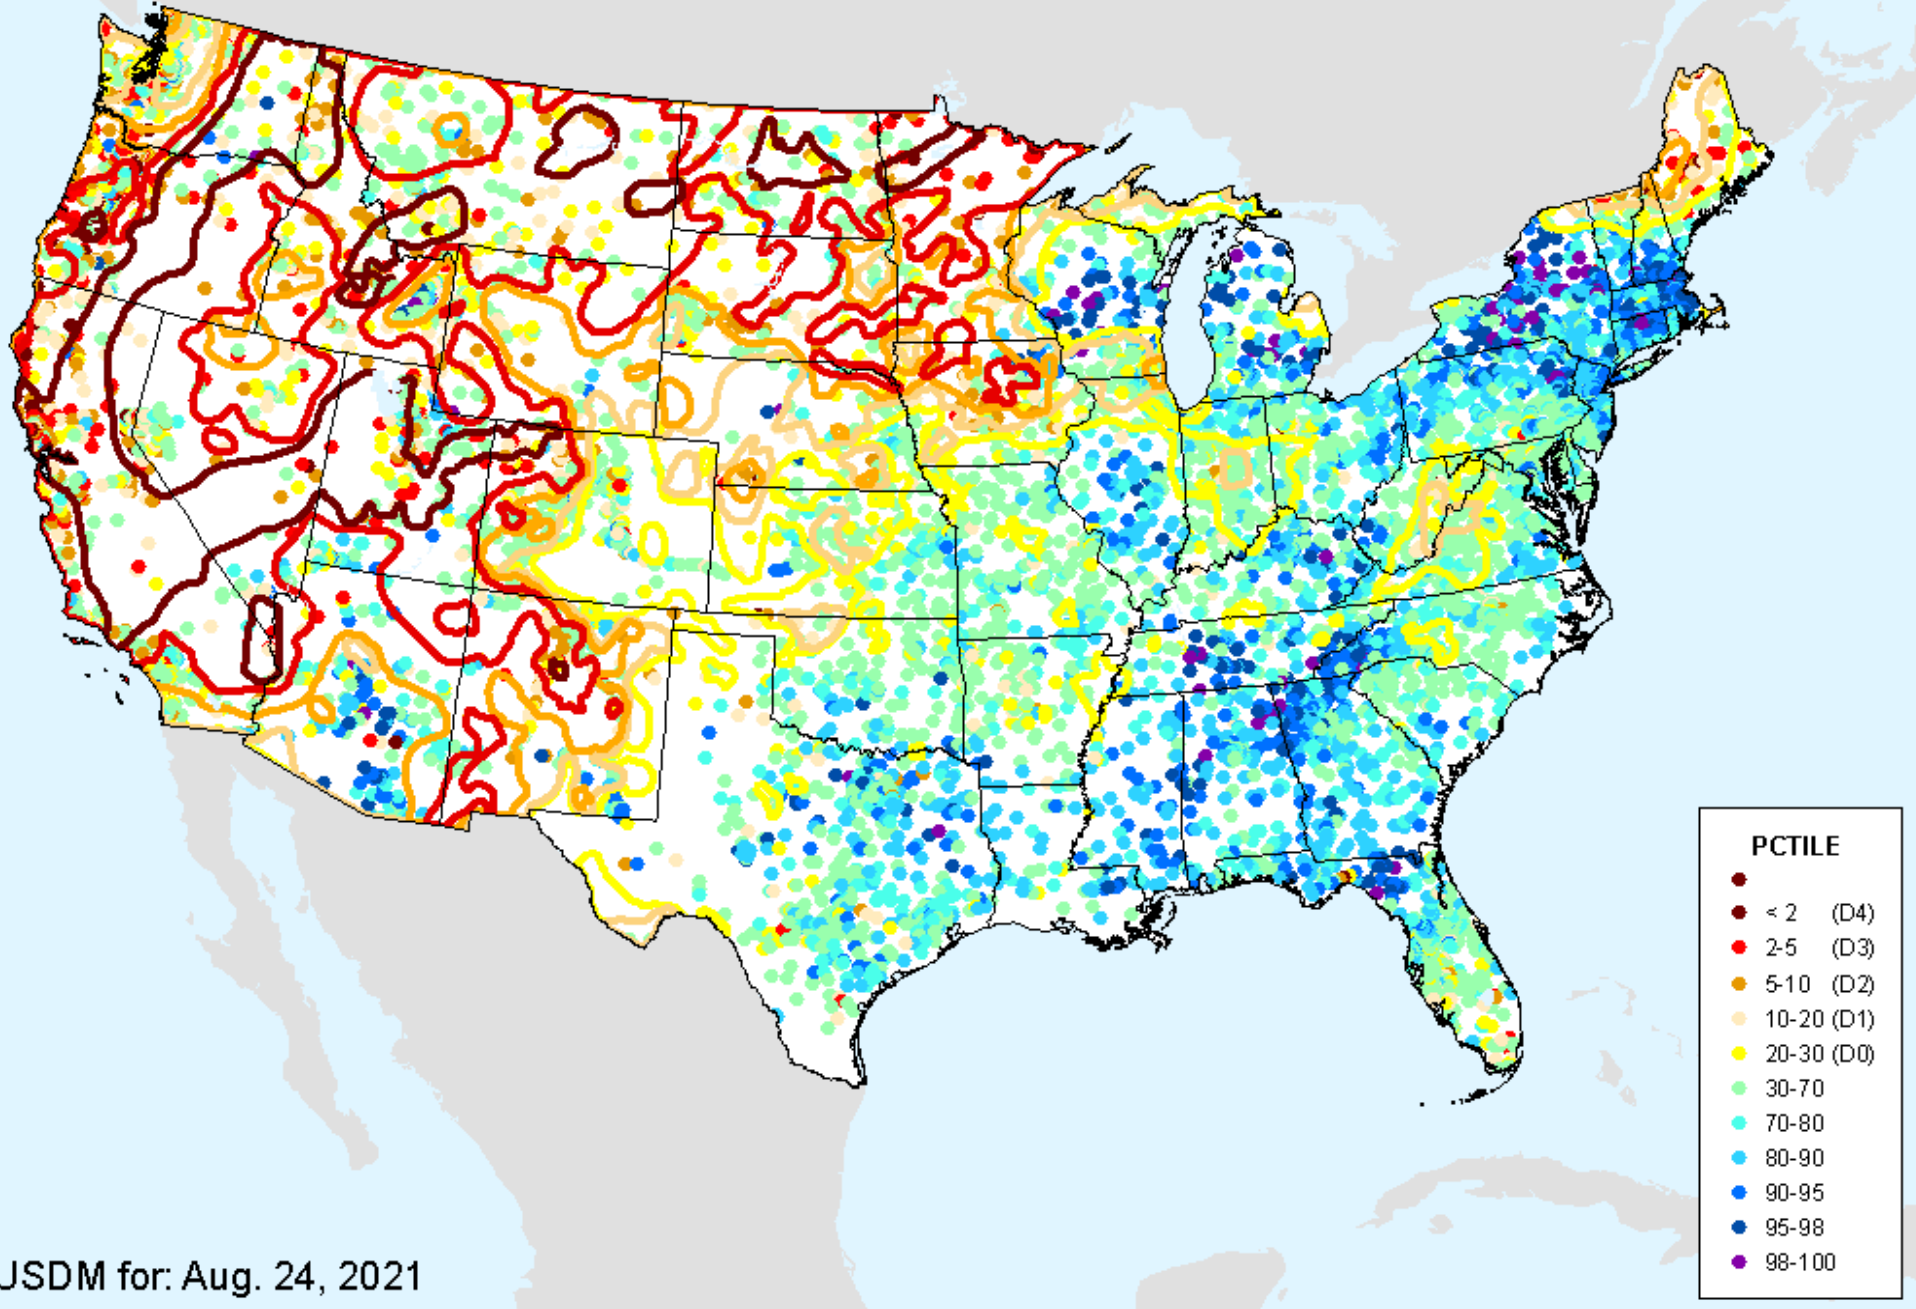 PCTILE
< 2 (D4)
2-5 (D3)
5-10 (D2)
10-20 (D1)
20-30 (D0)
30-70
70-80
80-90
90-95
95-98
98-100
USDM for: Aug. 24, 2021